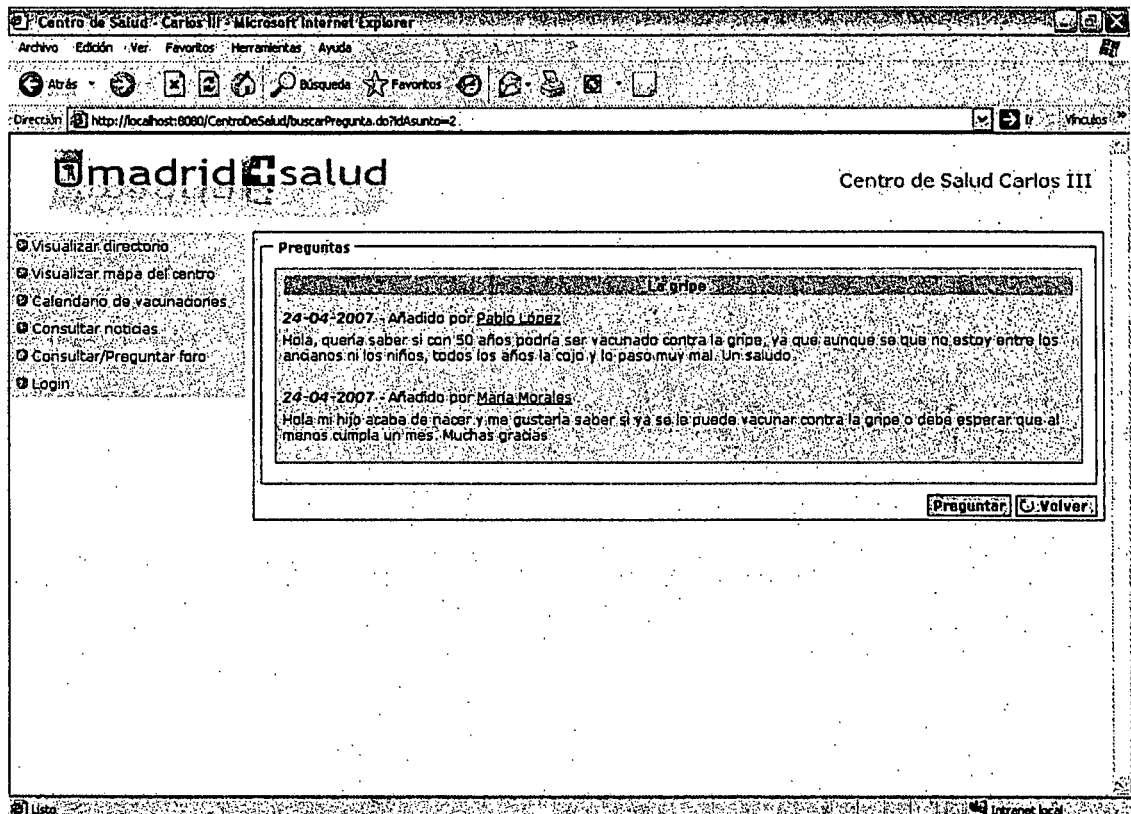 Centro de Salud - Carlos III - Microsoft Internet Explorer
Archivo Edición Ver Favoritos Herramientas Ayuda
Atrás Búsqueda Favoritos
Dirección http://localhost:8080/CentroDeSalud/buscarPregunta.do?idAsunto=2 Ir Vínculos
madrid salud
Centro de Salud Carlos III
Visualizar directorio
Visualizar mapa del centro
Calendario de vacunaciones
Consultar noticias
Consultar/Preguntar foro
Login
Preguntas
La gripe
24-04-2007 - Añadido por Pablo López
Hola, quería saber si con 50 años podría ser vacunado contra la gripe, ya que aunque se que no estoy entre los
ancianos ni los niños, todos los años la cojo y lo paso muy mal. Un saludo.
24-04-2007 - Añadido por María Morales
Hola mi hijo acaba de nacer y me gustaría saber si ya se le puede vacunar contra la gripe o debe esperar que al
menos cumpla un mes. Muchas gracias
Preguntar Volver
Listo Intranet local